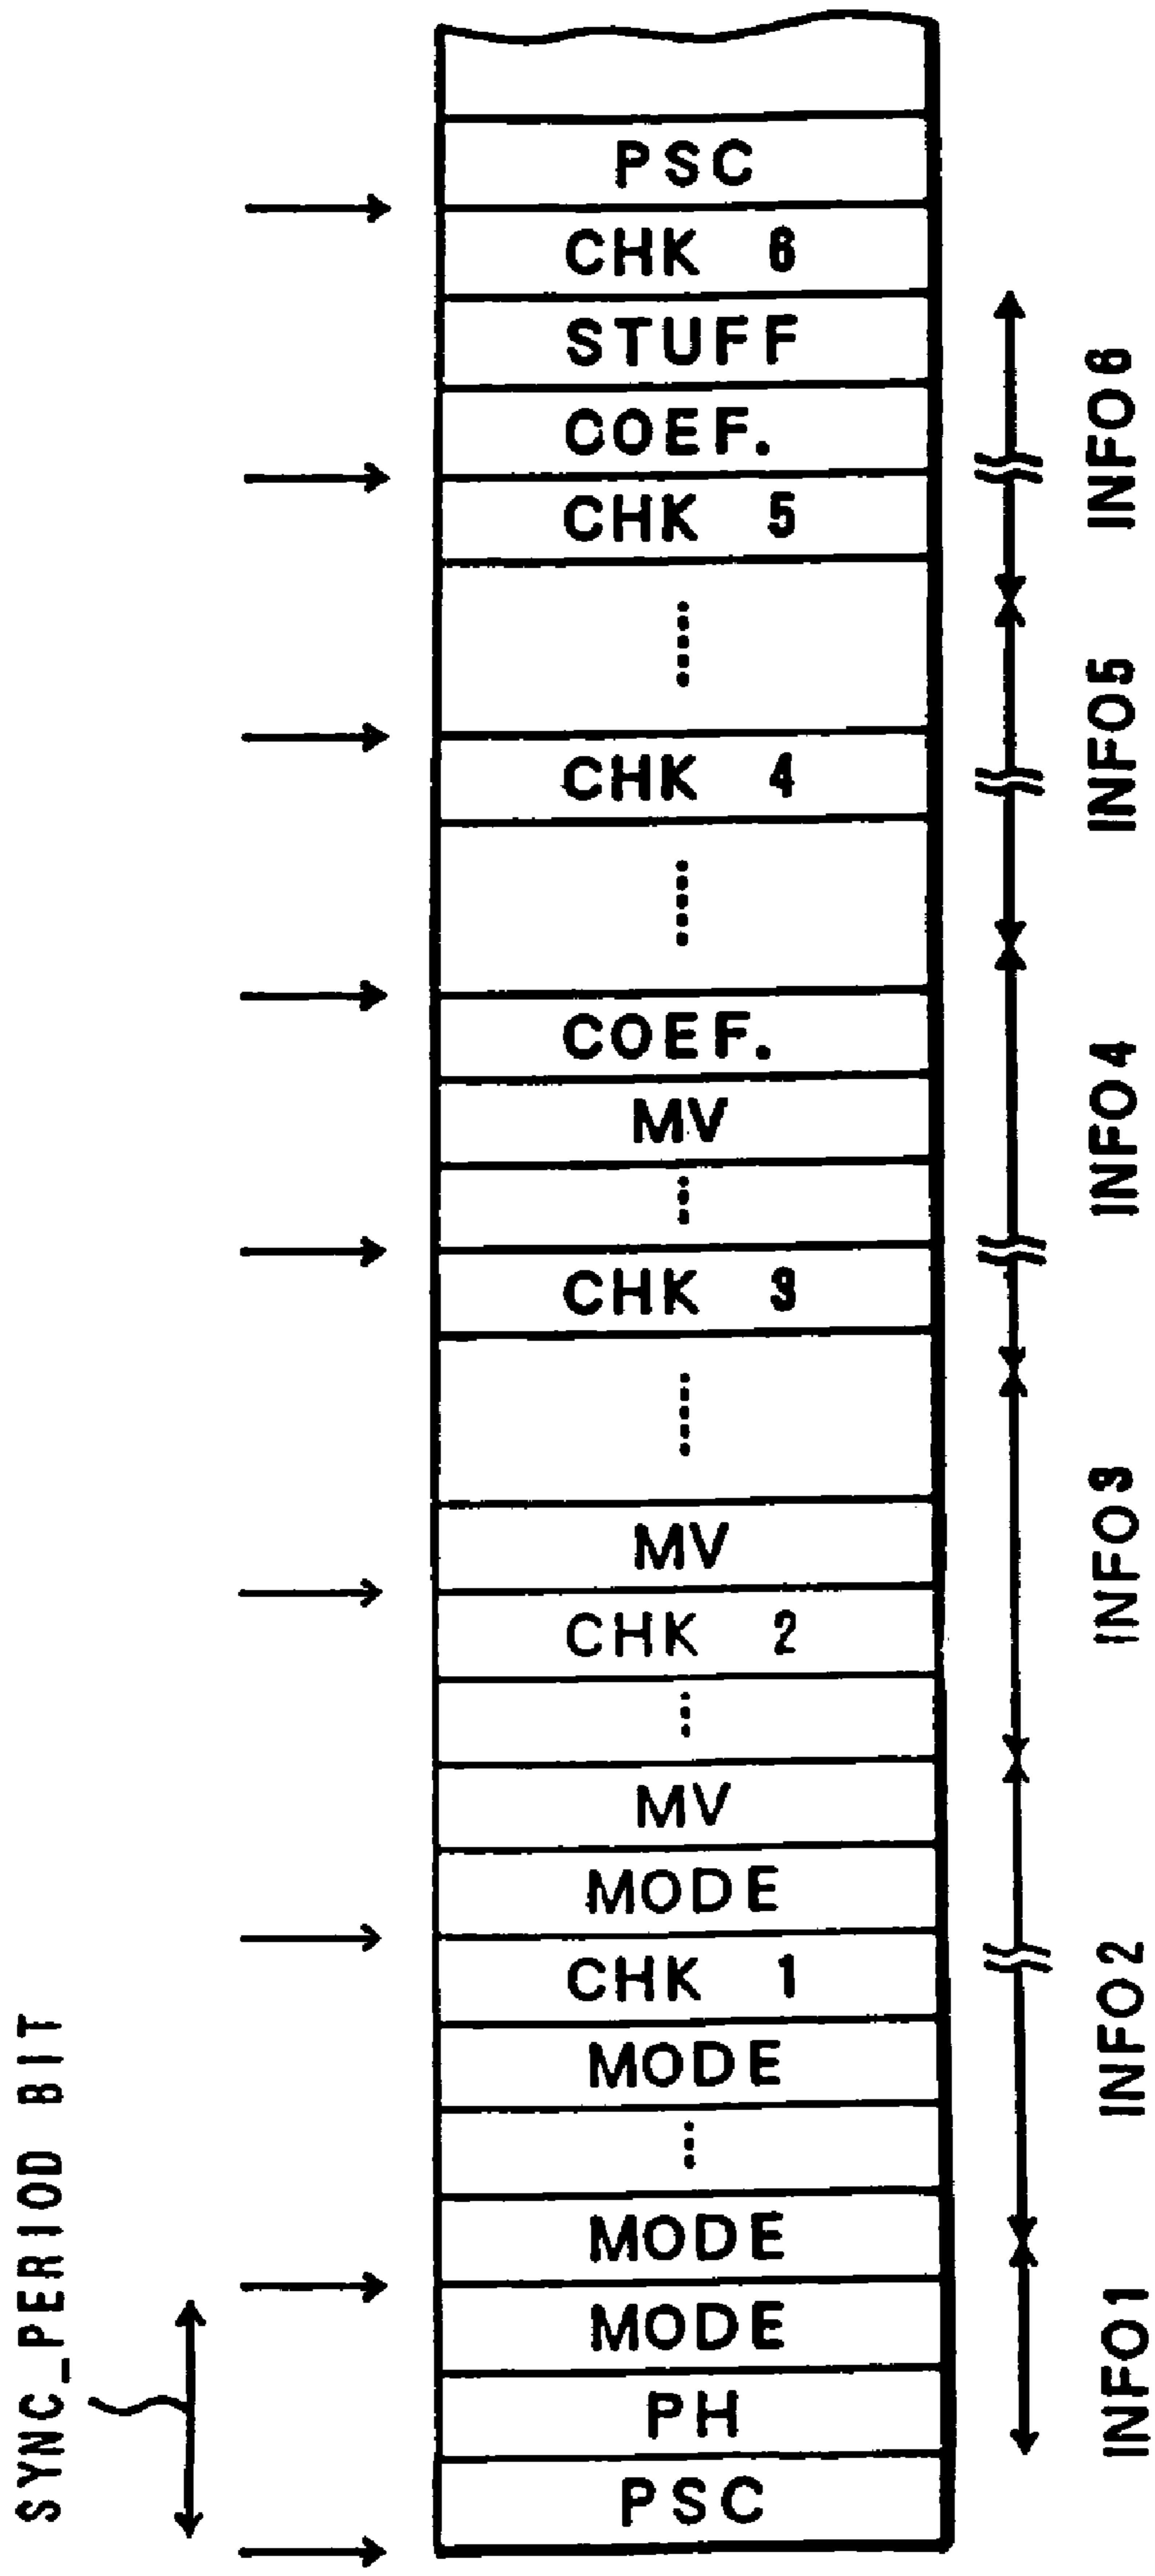 PSC
CHK 6
STUFF
COEF.
CHK 5
CHK 4
COEF.
MV
CHK 3
MV
CHK 2
MV
MODE
CHK 1
MODE
MODE
MODE
PH
PSC
INFO6
INFO5
INFO4
INFO3
INFO2
INFO1
SYNC_PERIOD BIT